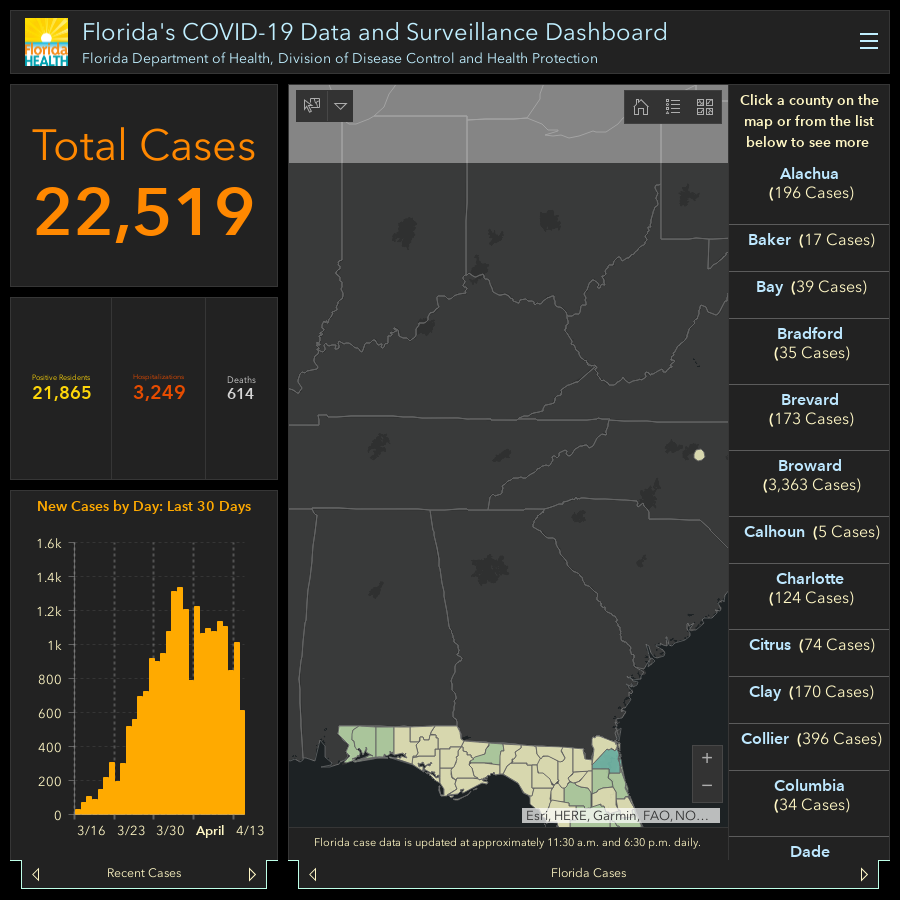 Florida's COVID-19 Data and Surveillance Dashboard
Florida Department of Health, Division of Disease Control and Health Protection
Florida
HEALTH
Total Cases
22,519
Positive Residents
21,865
Hospitalizations
3,249
Deaths
614
New Cases by Day: Last 30 Days
1.6k
1.4k
1.2k
1k
800
600
400
200
0
3/16 3/23 3/30 April 4/13
Recent Cases
+
−
Esri, HERE, Garmin, FAO, NO...
Florida case data is updated at approximately 11:30 a.m. and 6:30 p.m. daily.
Florida Cases
Click a county on the
map or from the list
below to see more
Alachua
(196 Cases)
Baker (17 Cases)
Bay (39 Cases)
Bradford
(35 Cases)
Brevard
(173 Cases)
Broward
(3,363 Cases)
Calhoun (5 Cases)
Charlotte
(124 Cases)
Citrus (74 Cases)
Clay (170 Cases)
Collier (396 Cases)
Columbia
(34 Cases)
Dade